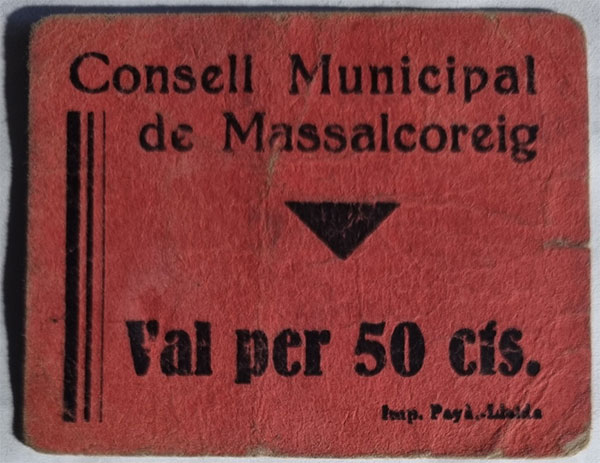 Consell Municipal
de Massalcoreig
Val per 50 cts.
Imp. Payà.-Lleida